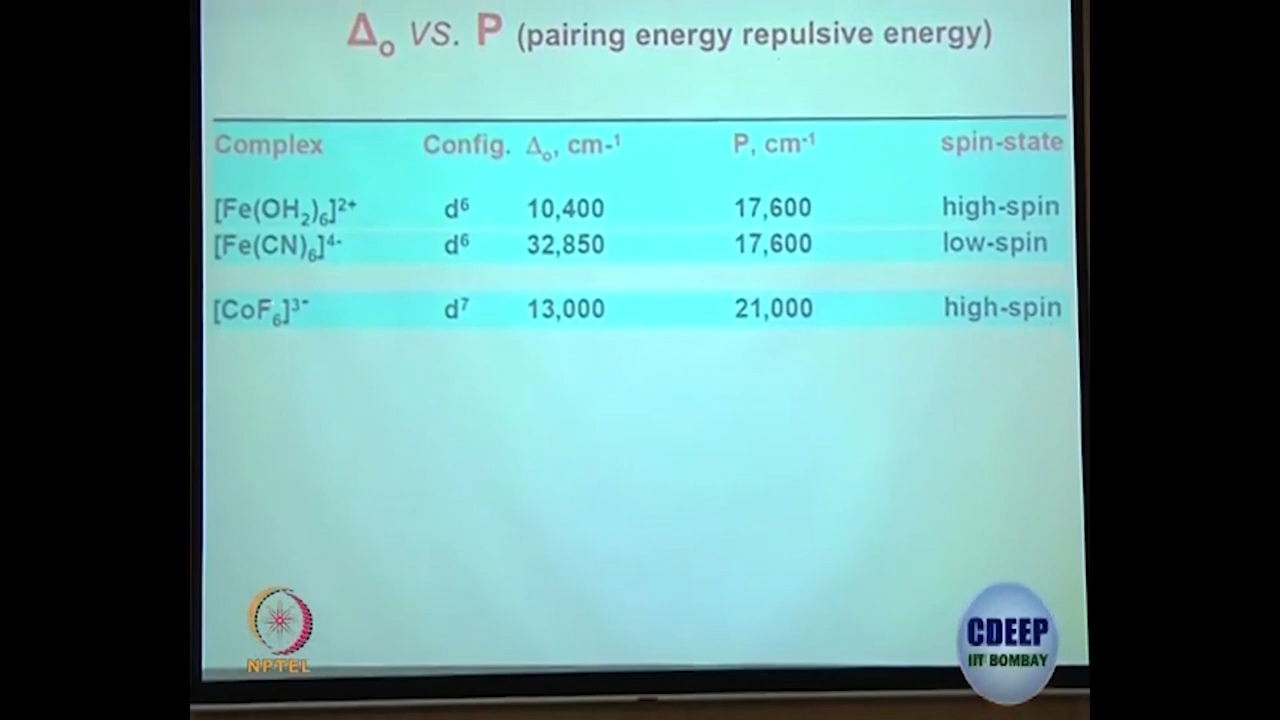 Δₒ VS. P (pairing energy repulsive energy)
Complex Config. Δₒ, cm-¹ P, cm⁻¹ spin-state
[Fe(OH₂)₆]²⁺ d⁶ 10,400 17,600 high-spin
[Fe(CN)₆]⁴⁻ d⁶ 32,850 17,600 low-spin
[CoF₆]³⁻ d⁷ 13,000 21,000 high-spin
NPTEL
CDEEP
IIT BOMBAY